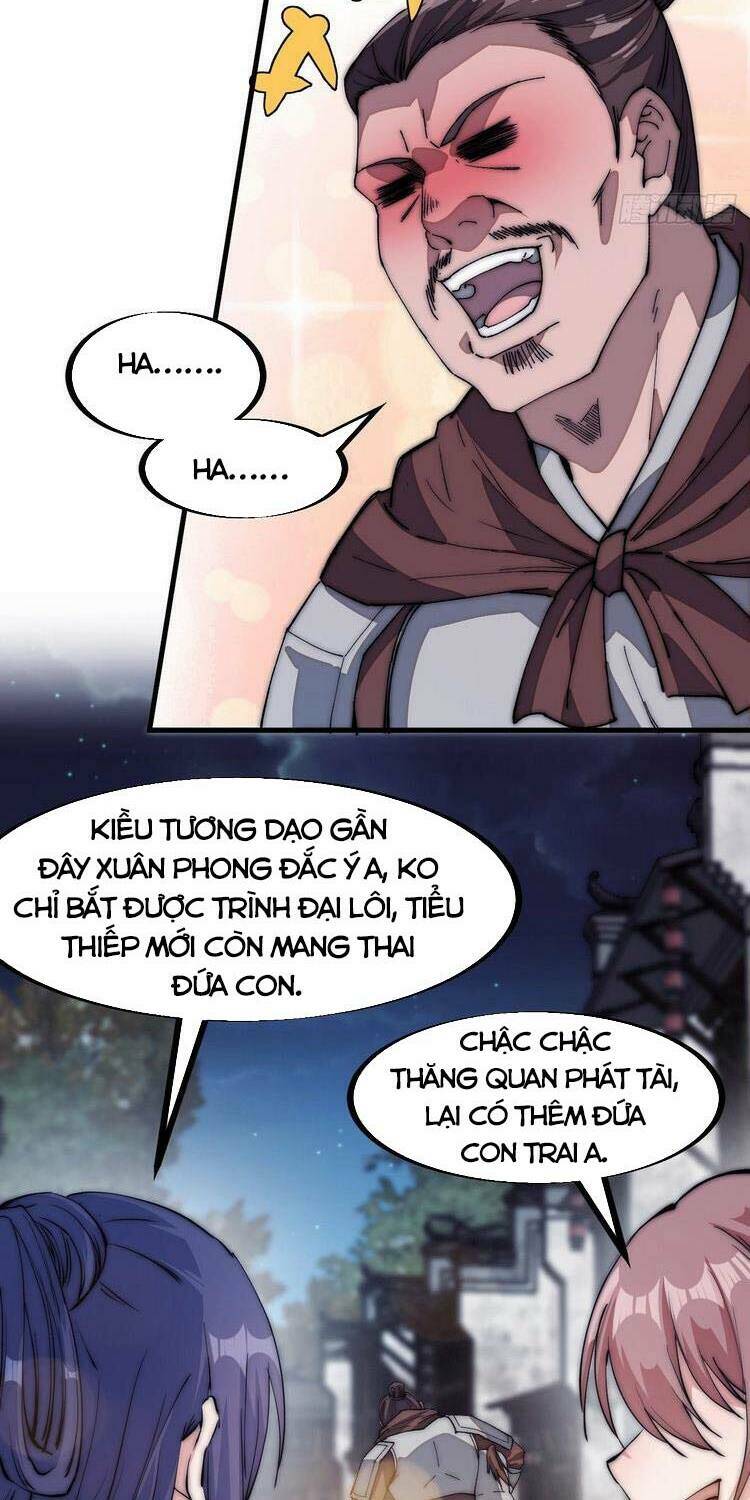 HA.......
HA......
KIỀU TƯƠNG DẠO GẦN
ĐÂY XUÂN PHONG ĐẮC Ý A, KO
CHỈ BẮT ĐƯỢC TRÌNH ĐẠI LÔI, TIỂU
THIẾP MỚI CÒN MANG THAI
ĐỨA CON.
CHẬC CHẬC
THĂNG QUAN PHÁT TÀI,
LẠI CÓ THÊM ĐỨA
CON TRAI A.